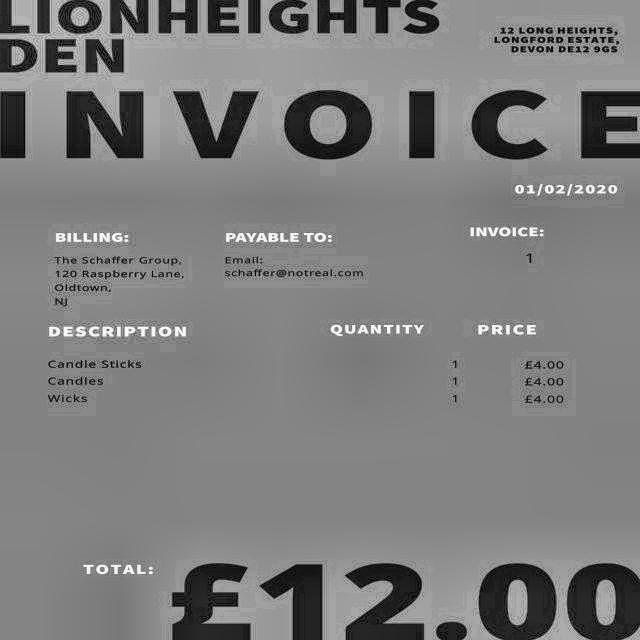 LIONHEIGHTS
DEN
12 LONG HEIGHTS,
LONGFORD ESTATE,
DEVON DE12 9GS
INVOICE
01/02/2020
BILLING:
The Schaffer Group,
120 Raspberry Lane,
Oldtown,
NJ
PAYABLE TO:
Email:
schaffer@notreal.com
INVOICE:
1
DESCRIPTION QUANTITY PRICE
Candle Sticks 1 £4.00
Candles 1 £4.00
Wicks 1 £4.00
TOTAL: £12.00